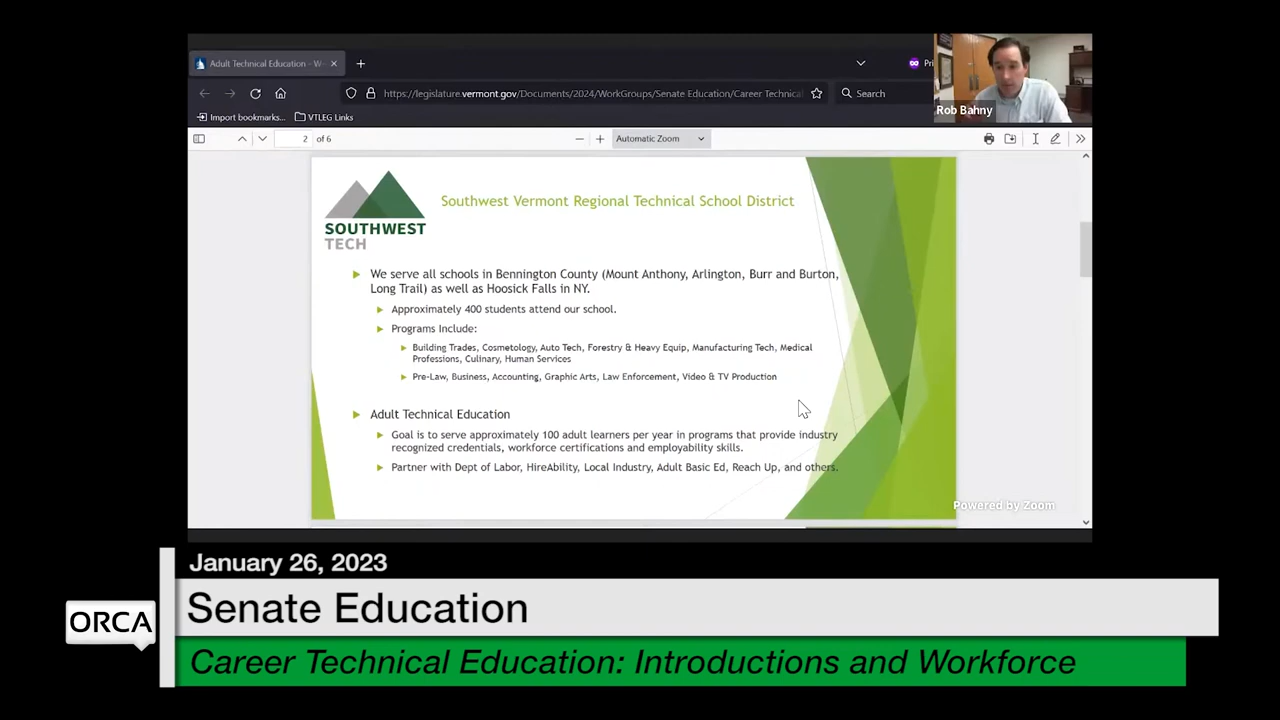 Adult Technical Education - W
Pri
https://legislature.vermont.gov/Documents/2024/WorkGroups/Senate Education/Career Technical
Search
Rob Bahny
Import bookmarks...
VTLEG Links
2 of 6
Automatic Zoom
Southwest Vermont Regional Technical School District
SOUTHWEST
TECH
We serve all schools in Bennington County (Mount Anthony, Arlington, Burr and Burton,
Long Trail) as well as Hoosick Falls in NY.
Approximately 400 students attend our school.
Programs Include:
Building Trades, Cosmetology, Auto Tech, Forestry & Heavy Equip, Manufacturing Tech, Medical
Professions, Culinary, Human Services
Pre-Law, Business, Accounting, Graphic Arts, Law Enforcement, Video & TV Production
Adult Technical Education
Goal is to serve approximately 100 adult learners per year in programs that provide industry
recognized credentials, workforce certifications and employability skills.
Partner with Dept of Labor, HireAbility, Local Industry, Adult Basic Ed, Reach Up, and others.
Powered by Zoom
January 26, 2023
ORCA
Senate Education
Career Technical Education: Introductions and Workforce